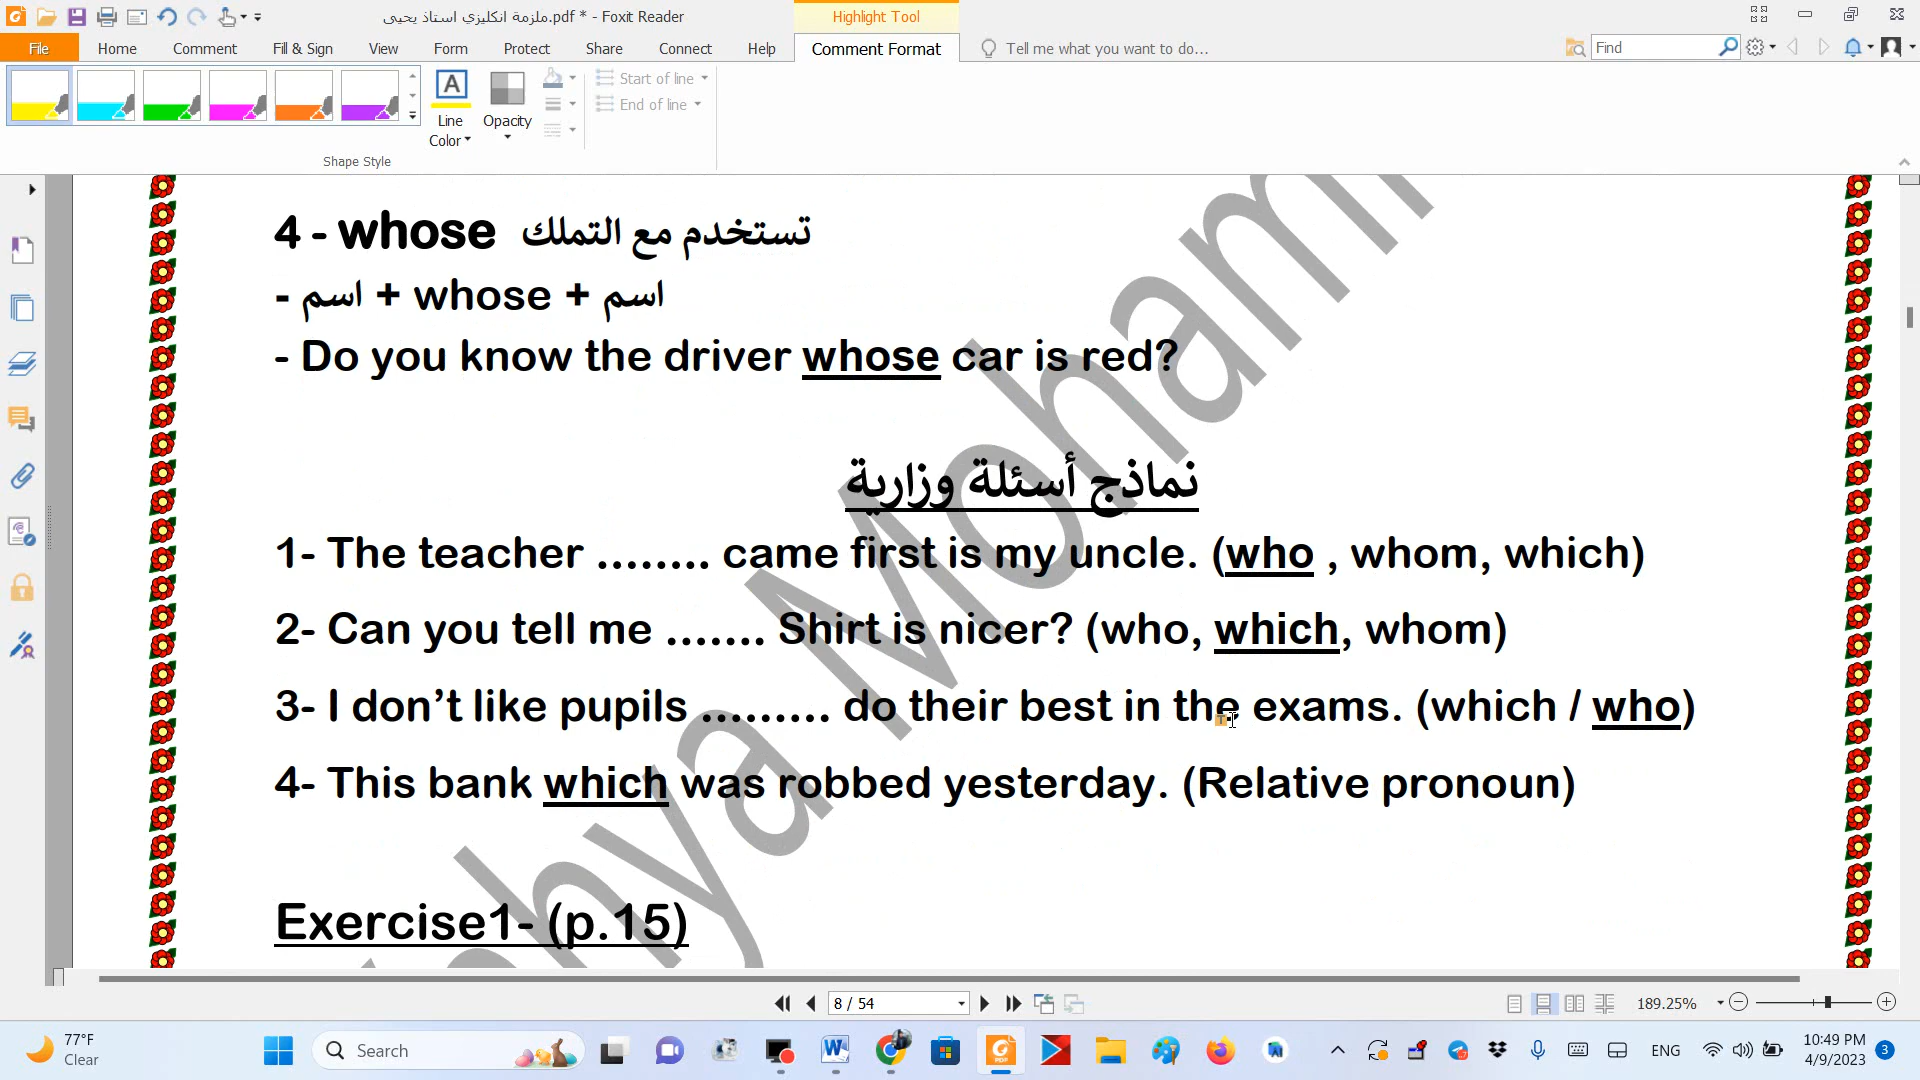 ملزمة انكليزي استاذ يحيى.pdf * - Foxit Reader
Highlight Tool
File Home Comment Fill & Sign View Form Protect Share Connect Help Comment Format Tell me what you want to do... Find
Line Color
Opacity
Start of line
End of line
Shape Style
4 - whose تستخدم مع التملك
- اسم + whose + اسم
- Do you know the driver whose car is red?
نماذج أسئلة وزارية
1- The teacher ........ came first is my uncle. (who , whom, which)
2- Can you tell me ....... Shirt is nicer? (who, which, whom)
3- I don't like pupils ......... do their best in the exams. (which / who)
4- This bank which was robbed yesterday. (Relative pronoun)
Exercise1- (p.15)
hya Moham
8 / 54
189.25%
77°F
Clear
Search
ENG
10:49 PM
4/9/2023
3